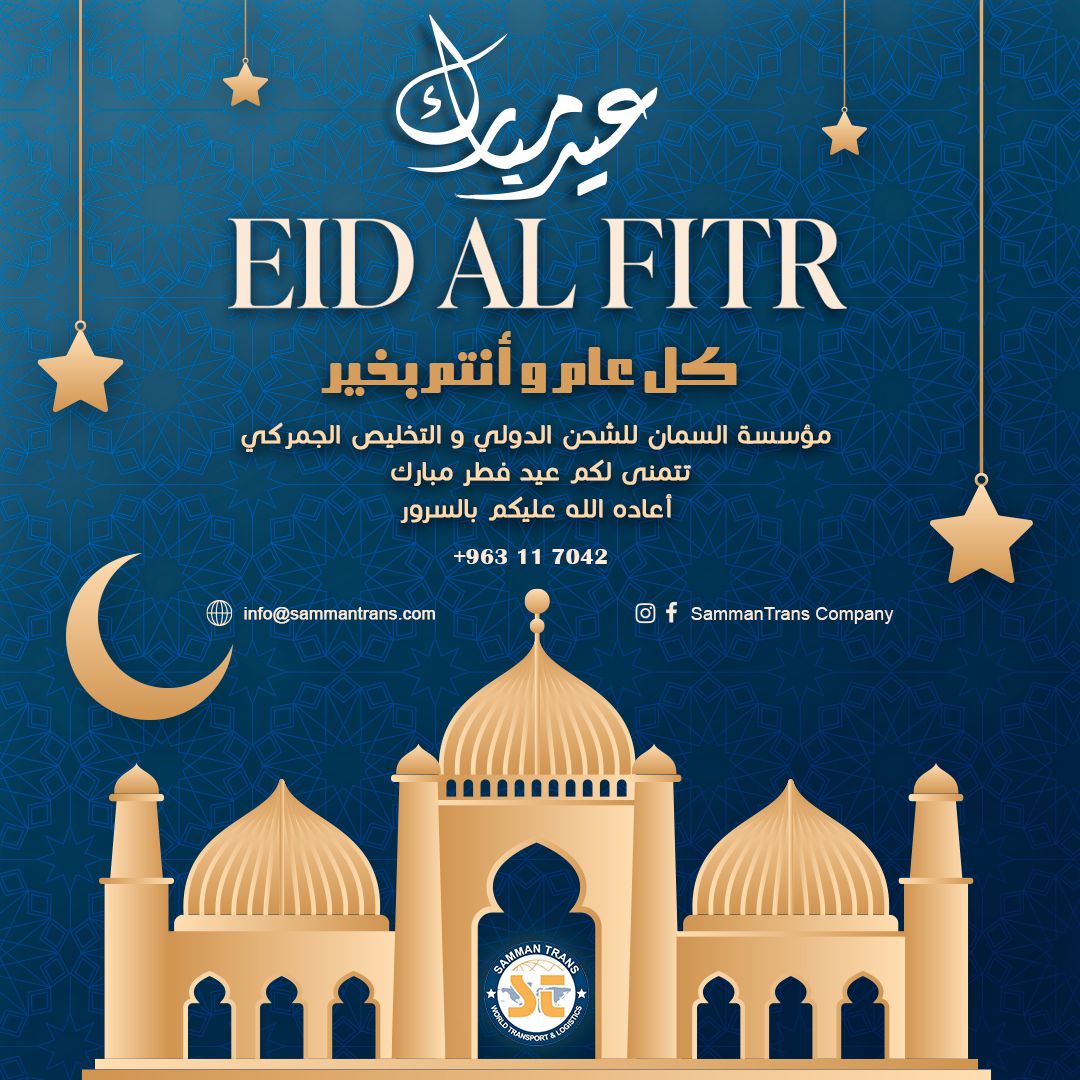 عيد مبارك
EID AL FITR
كل عام و أنتم بخير
مؤسسة السمان للشحن الدولي و التخليص الجمركي
تتمنى لكم عيد فطر مبارك
أعاده الله عليكم بالسرور
+963 11 7042
info@sammantrans.com
SammanTrans Company
SAMMAN TRANS
St
WORLD TRANSPORT & LOGISTICS